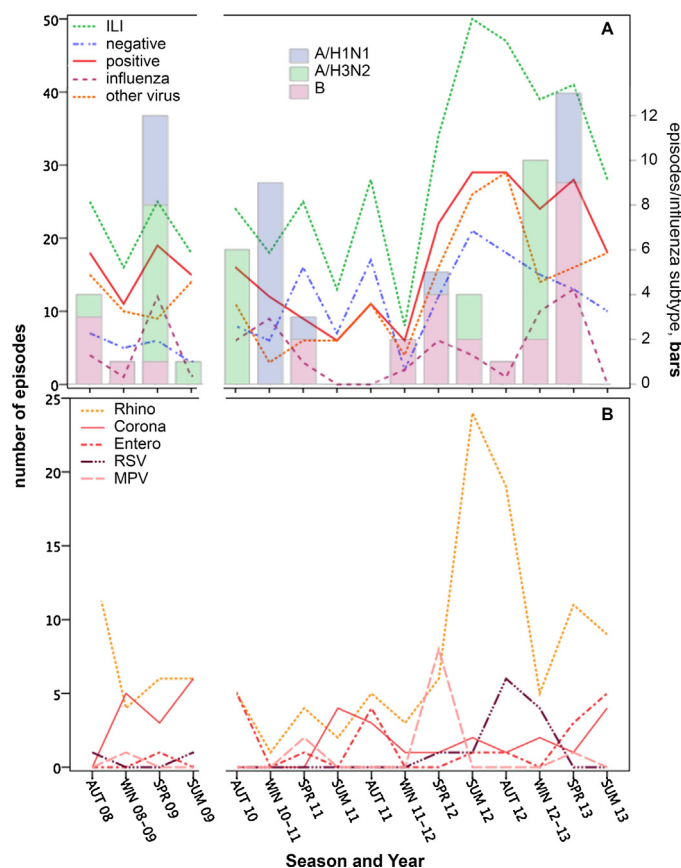 A
ILI
negative
positive
influenza
other virus
A/H1N1
A/H3N2
B
50
40
30
20
10
0
12
10
8
6
4
2
0
episodes/influenza subtype, bars
number of episodes
B
Rhino
Corona
Entero
RSV
MPV
25
20
15
10
5
0
AUT 08
WIN 08-09
SPR 09
SUM 09
AUT 10
WIN 10-11
SPR 11
SUM 11
AUT 11
WIN 11-12
SPR 12
SUM 12
AUT 12
WIN 12-13
SPR 13
SUM 13
Season and Year